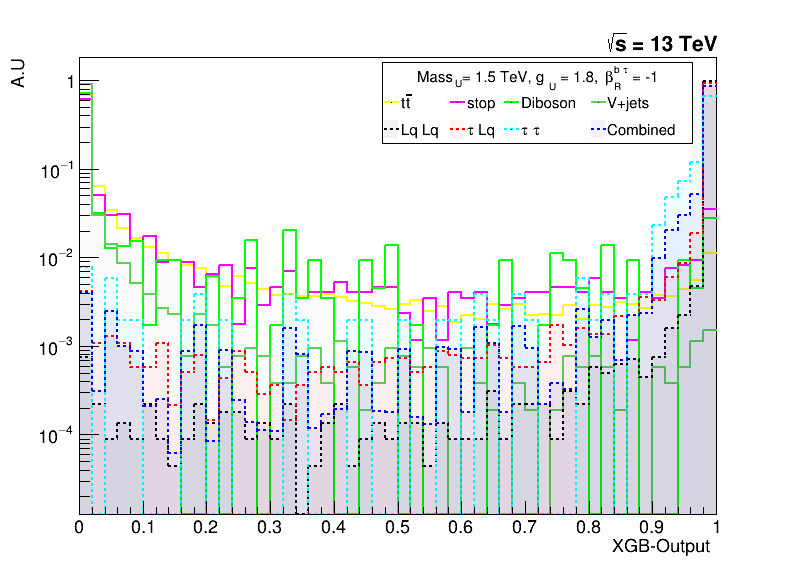 √s = 13 TeV
A.U
Mass_U = 1.5 TeV, g_U = 1.8, β_R^{b τ} = -1
tt̄ stop Diboson V+jets
Lq Lq τ Lq τ τ Combined
1
10^{−1}
10^{−2}
10^{−3}
10^{−4}
0 0.1 0.2 0.3 0.4 0.5 0.6 0.7 0.8 0.9 1
XGB-Output